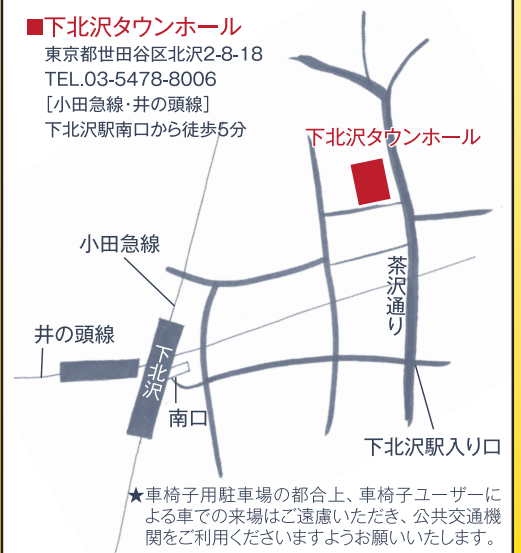 ■下北沢タウンホール
東京都世田谷区北沢2-8-18
TEL.03-5478-8006
［小田急線・井の頭線］
下北沢駅南口から徒歩5分
下北沢タウンホール
小田急線
茶沢通り
井の頭線
下北沢
南口
下北沢駅入り口
★車椅子用駐車場の都合上、車椅子ユーザーに
よる車での来場はご遠慮いただき、公共交通機
関をご利用くださいますようお願いいたします。